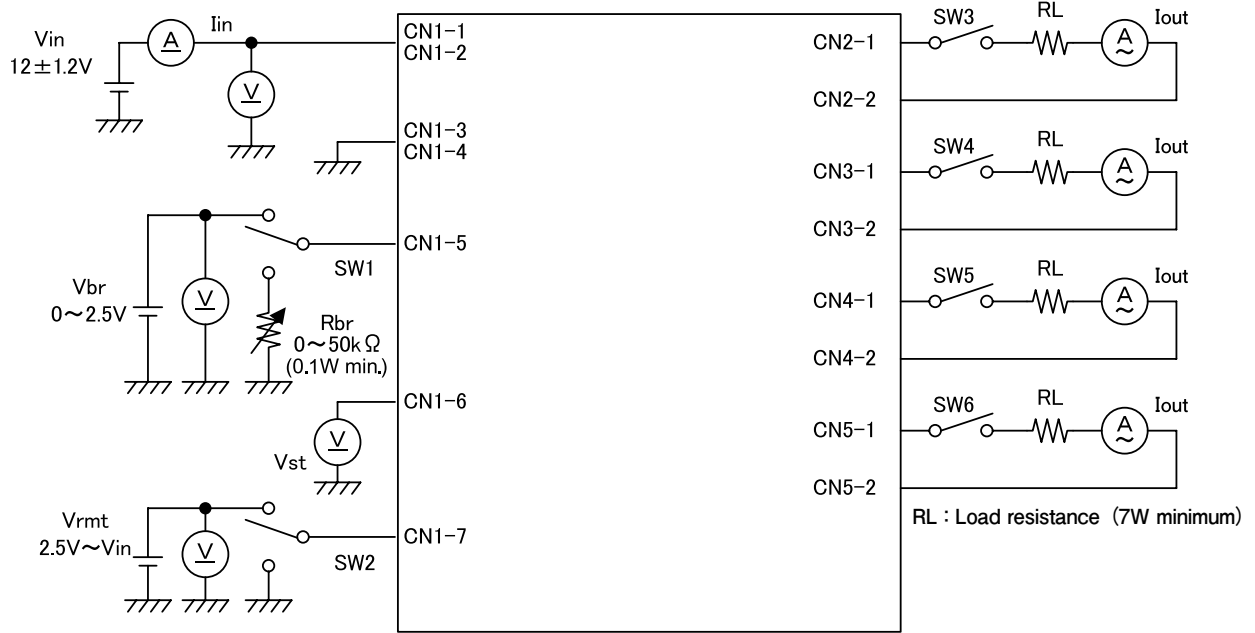 Vin
12±1.2V
A
Iin
V
CN1-1
CN1-2
CN1-3
CN1-4
Vbr
0~2.5V
V
SW1
CN1-5
Rbr
0~50kΩ
(0.1W min.)
CN1-6
V
Vst
Vrmt
2.5V~Vin
V
SW2
CN1-7
CN2-1
SW3
RL
A
~
Iout
CN2-2
CN3-1
SW4
RL
A
~
Iout
CN3-2
CN4-1
SW5
RL
A
~
Iout
CN4-2
CN5-1
SW6
RL
A
~
Iout
CN5-2
RL : Load resistance (7W minimum)